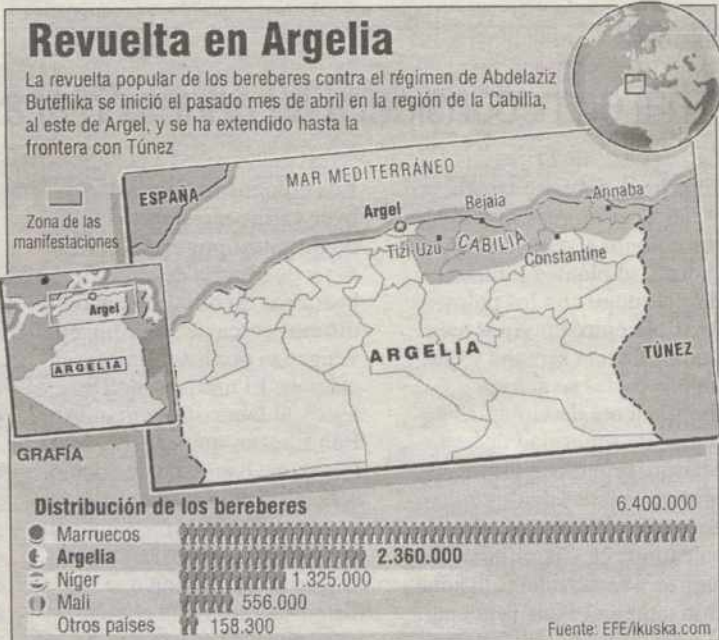 Revuelta en Argelia
La revuelta popular de los bereberes contra el régimen de Abdelaziz
Buteflika se inició el pasado mes de abril en la región de la Cabilia,
al este de Argel, y se ha extendido hasta la
frontera con Túnez
Zona de las
manifestaciones
ESPAÑA
MAR MEDITERRÁNEO
Argel
Bejaia
Annaba
Tizi-Uzu
CABILIA
Constantine
ARGELIA
TÚNEZ
Argel
ARGELIA
GRAFÍA
Distribución de los bereberes
6.400.000
Marruecos
Argelia 2.360.000
Níger 1.325.000
Mali 556.000
Otros países 158.300
Fuente: EFE/ikuska.com